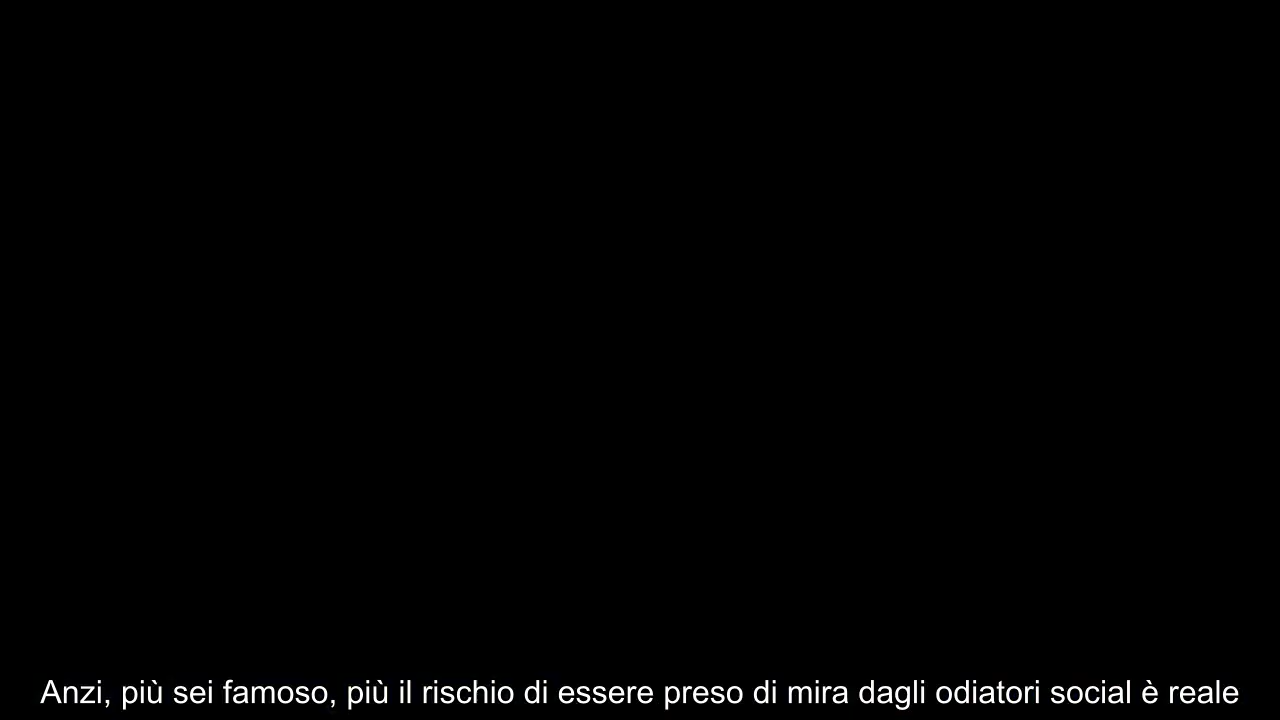 Anzi, più sei famoso, più il rischio di essere preso di mira dagli odiatori social è reale